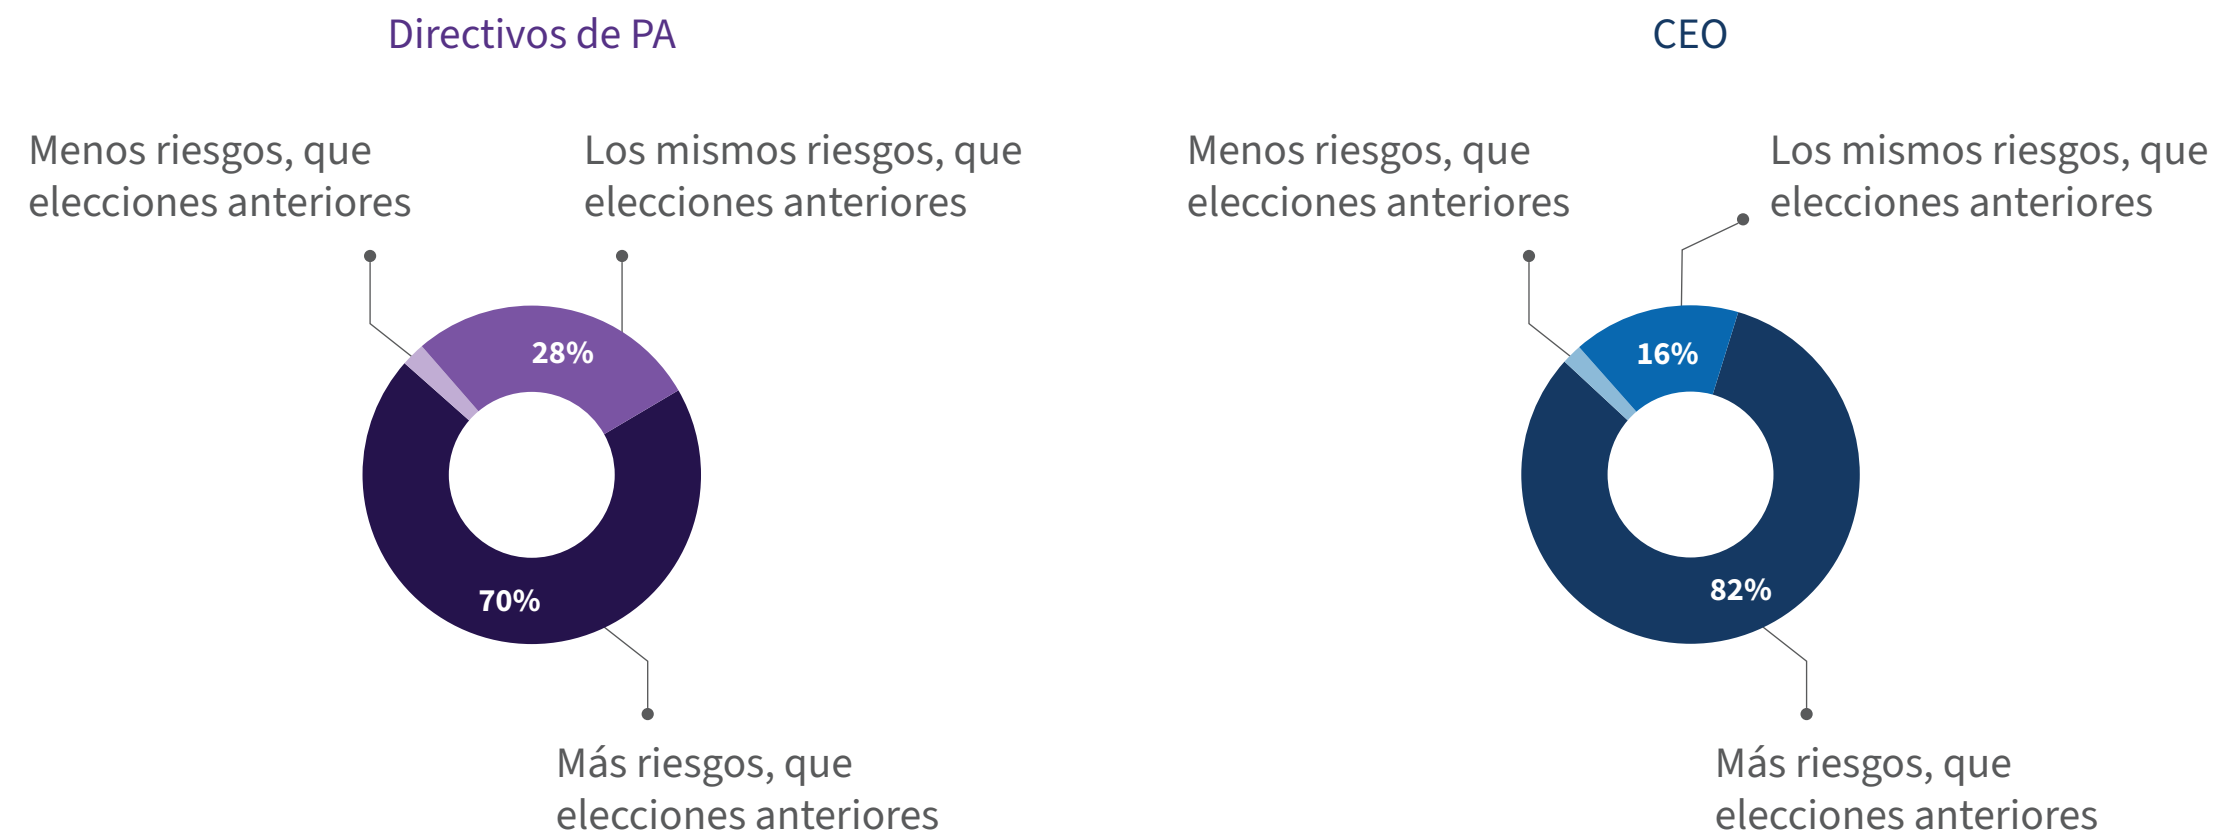 Directivos de PA
Menos riesgos, que
elecciones anteriores
Los mismos riesgos, que
elecciones anteriores
28%
70%
Más riesgos, que
elecciones anteriores
CEO
Menos riesgos, que
elecciones anteriores
Los mismos riesgos, que
elecciones anteriores
16%
82%
Más riesgos, que
elecciones anteriores